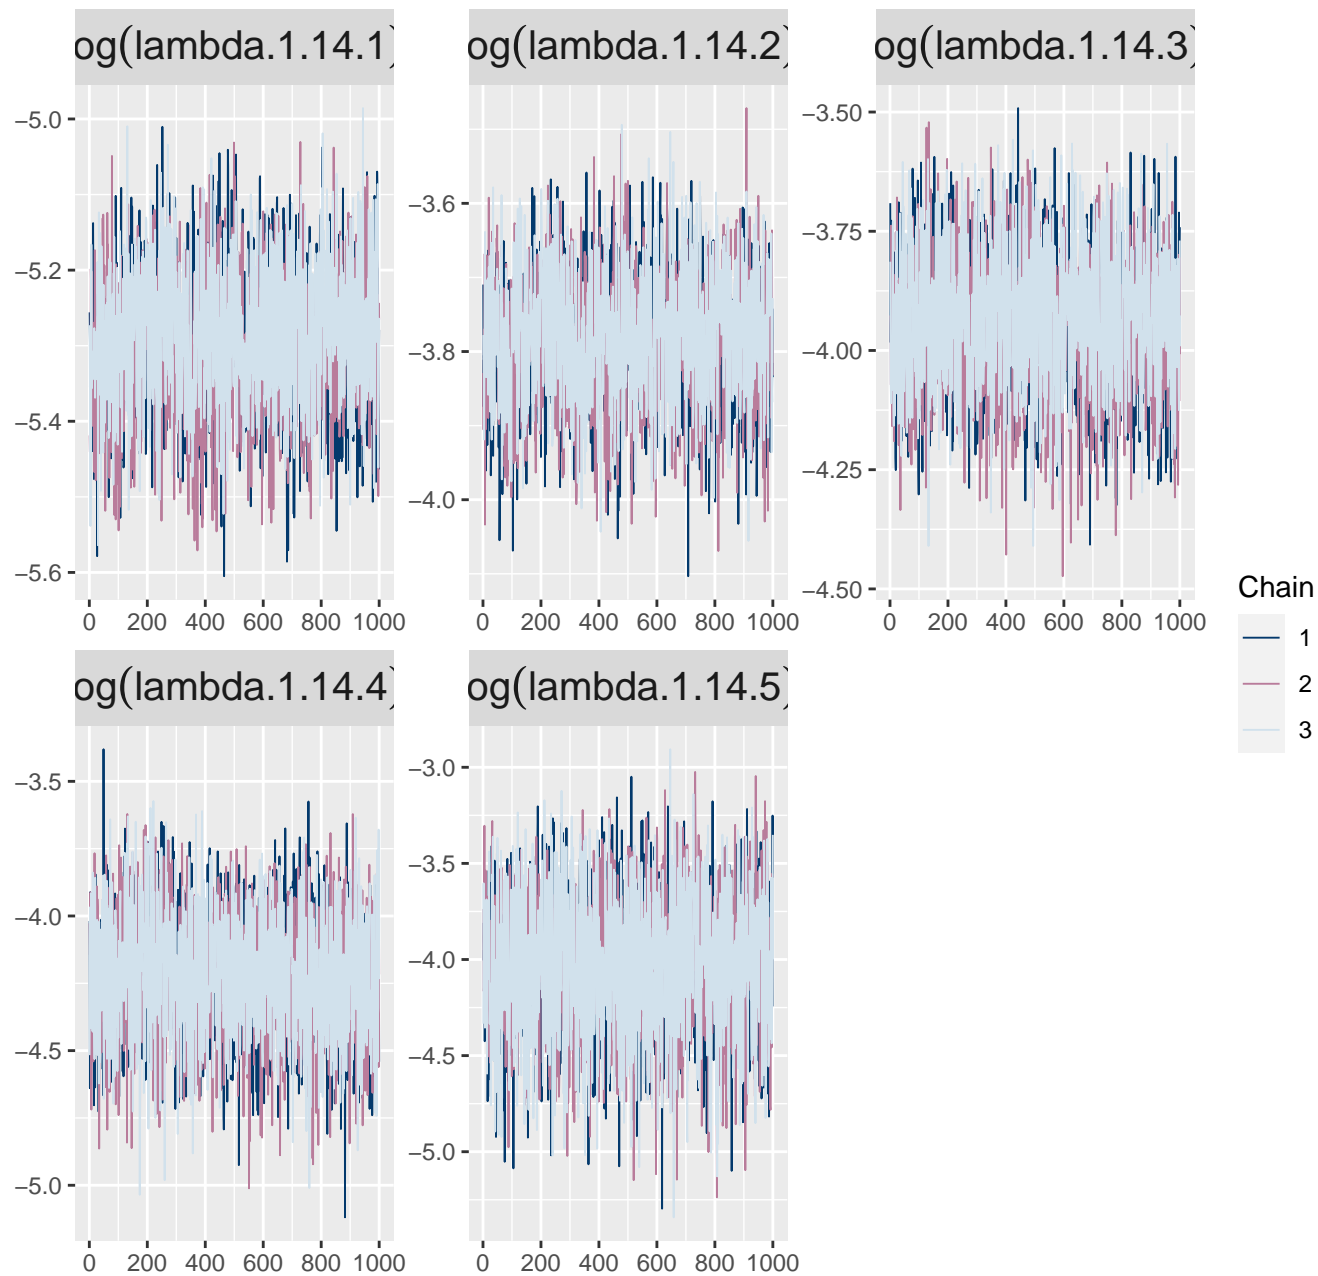 og(lambda.1.14.1)
og(lambda.1.14.2)
og(lambda.1.14.3)
−5.0
−5.2
−5.4
−5.6
−3.6
−3.8
−4.0
−3.50
−3.75
−4.00
−4.25
−4.50
0 200 400 600 800 1000
0 200 400 600 800 1000
0 200 400 600 800 1000
og(lambda.1.14.4)
og(lambda.1.14.5)
−3.5
−4.0
−4.5
−5.0
−3.0
−3.5
−4.0
−4.5
−5.0
0 200 400 600 800 1000
0 200 400 600 800 1000
Chain
1
2
3